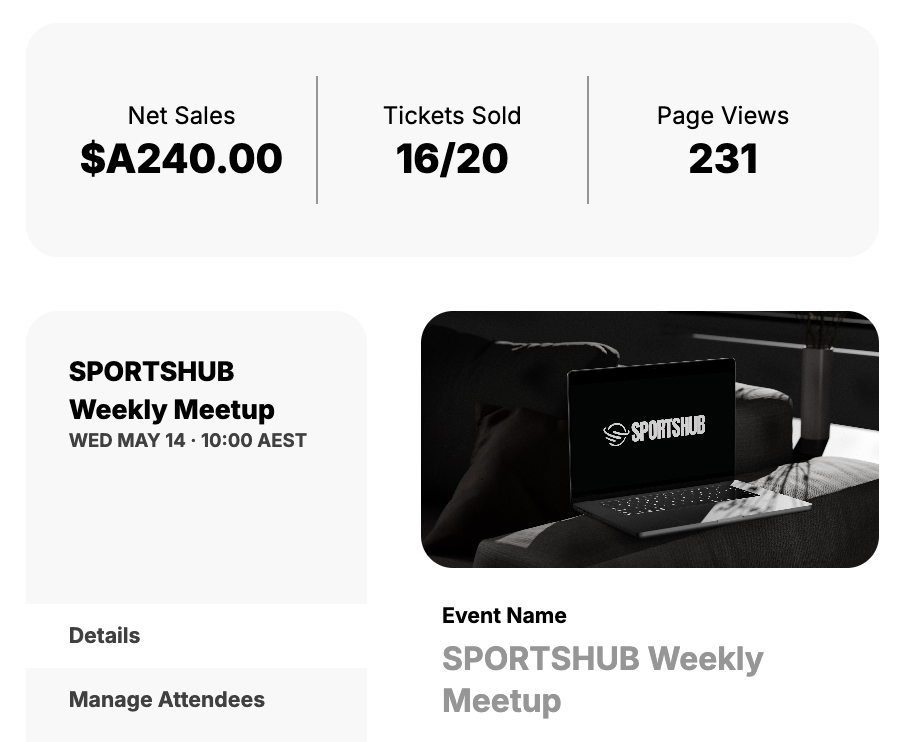 Net Sales
$A240.00
Tickets Sold
16/20
Page Views
231
SPORTSHUB
Weekly Meetup
WED MAY 14 · 10:00 AEST
Details
Manage Attendees
SPORTSHUB
Event Name
SPORTSHUB Weekly
Meetup